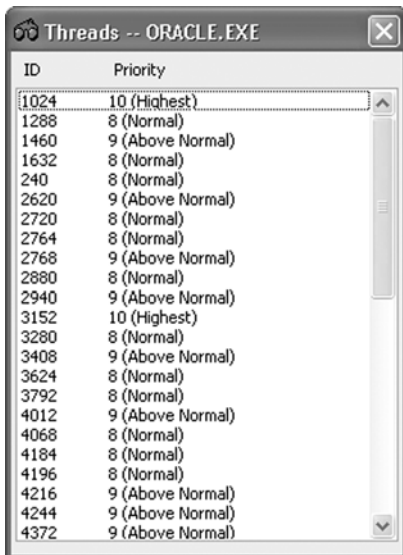 Threads -- ORACLE.EXE
ID Priority
1024 10 (Highest)
1288 8 (Normal)
1460 9 (Above Normal)
1632 8 (Normal)
240 8 (Normal)
2620 9 (Above Normal)
2720 8 (Normal)
2764 8 (Normal)
2768 9 (Above Normal)
2880 8 (Normal)
2940 9 (Above Normal)
3152 10 (Highest)
3280 8 (Normal)
3408 9 (Above Normal)
3624 8 (Normal)
3792 8 (Normal)
4012 9 (Above Normal)
4068 8 (Normal)
4184 8 (Normal)
4196 8 (Normal)
4216 9 (Above Normal)
4244 9 (Above Normal)
4372 9 (Above Normal)